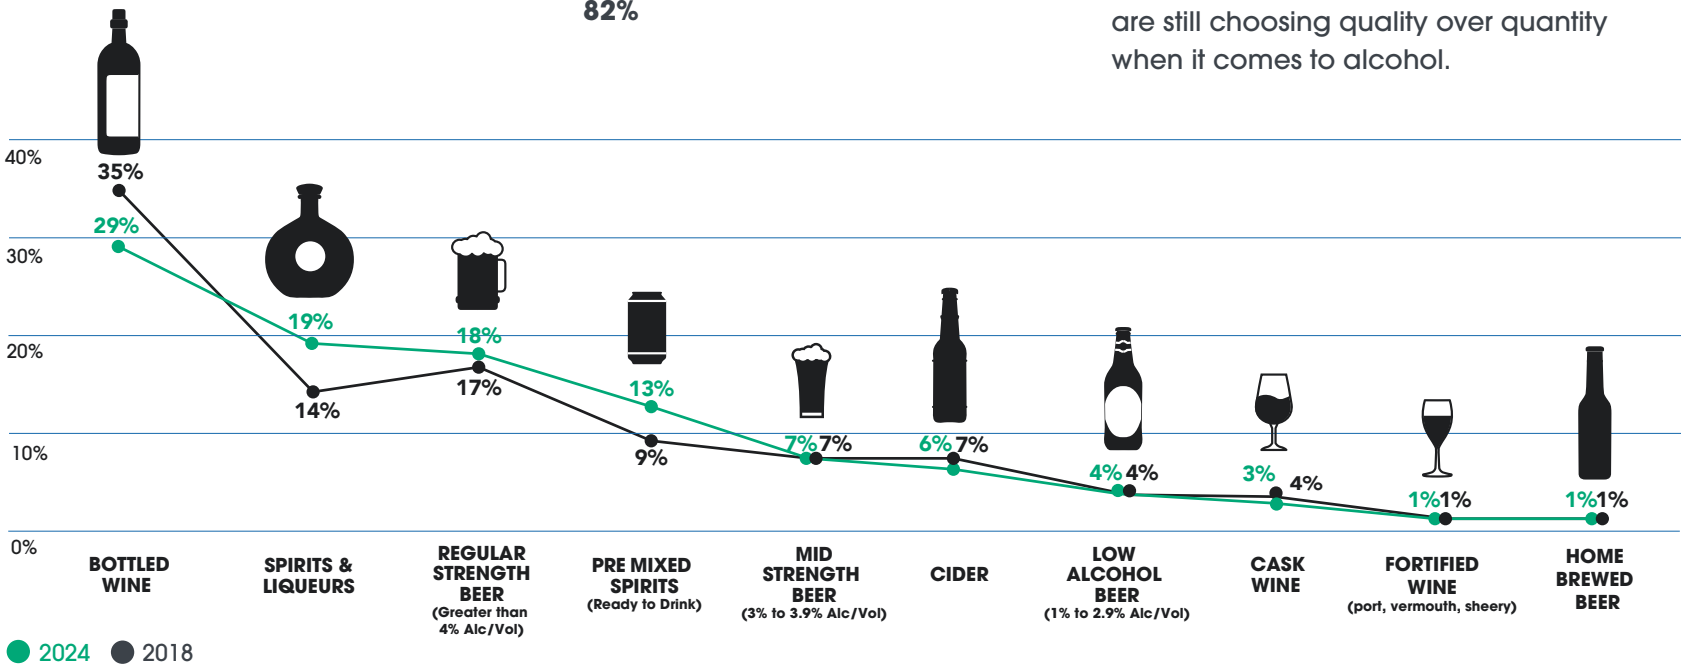 82%
are still choosing quality over quantity
when it comes to alcohol.
40%
30%
20%
10%
0%
35%
29%
19%
14%
18%
17%
13%
9%
7% 7%
6% 7%
4% 4%
3% 4%
1% 1%
1% 1%
BOTTLED
WINE
SPIRITS &
LIQUEURS
REGULAR
STRENGTH
BEER
(Greater than
4% Alc/Vol)
PRE MIXED
SPIRITS
(Ready to Drink)
MID
STRENGTH
BEER
(3% to 3.9% Alc/Vol)
CIDER
LOW
ALCOHOL
BEER
(1% to 2.9% Alc/Vol)
CASK
WINE
FORTIFIED
WINE
(port, vermouth, sheery)
HOME
BREWED
BEER
2024 2018